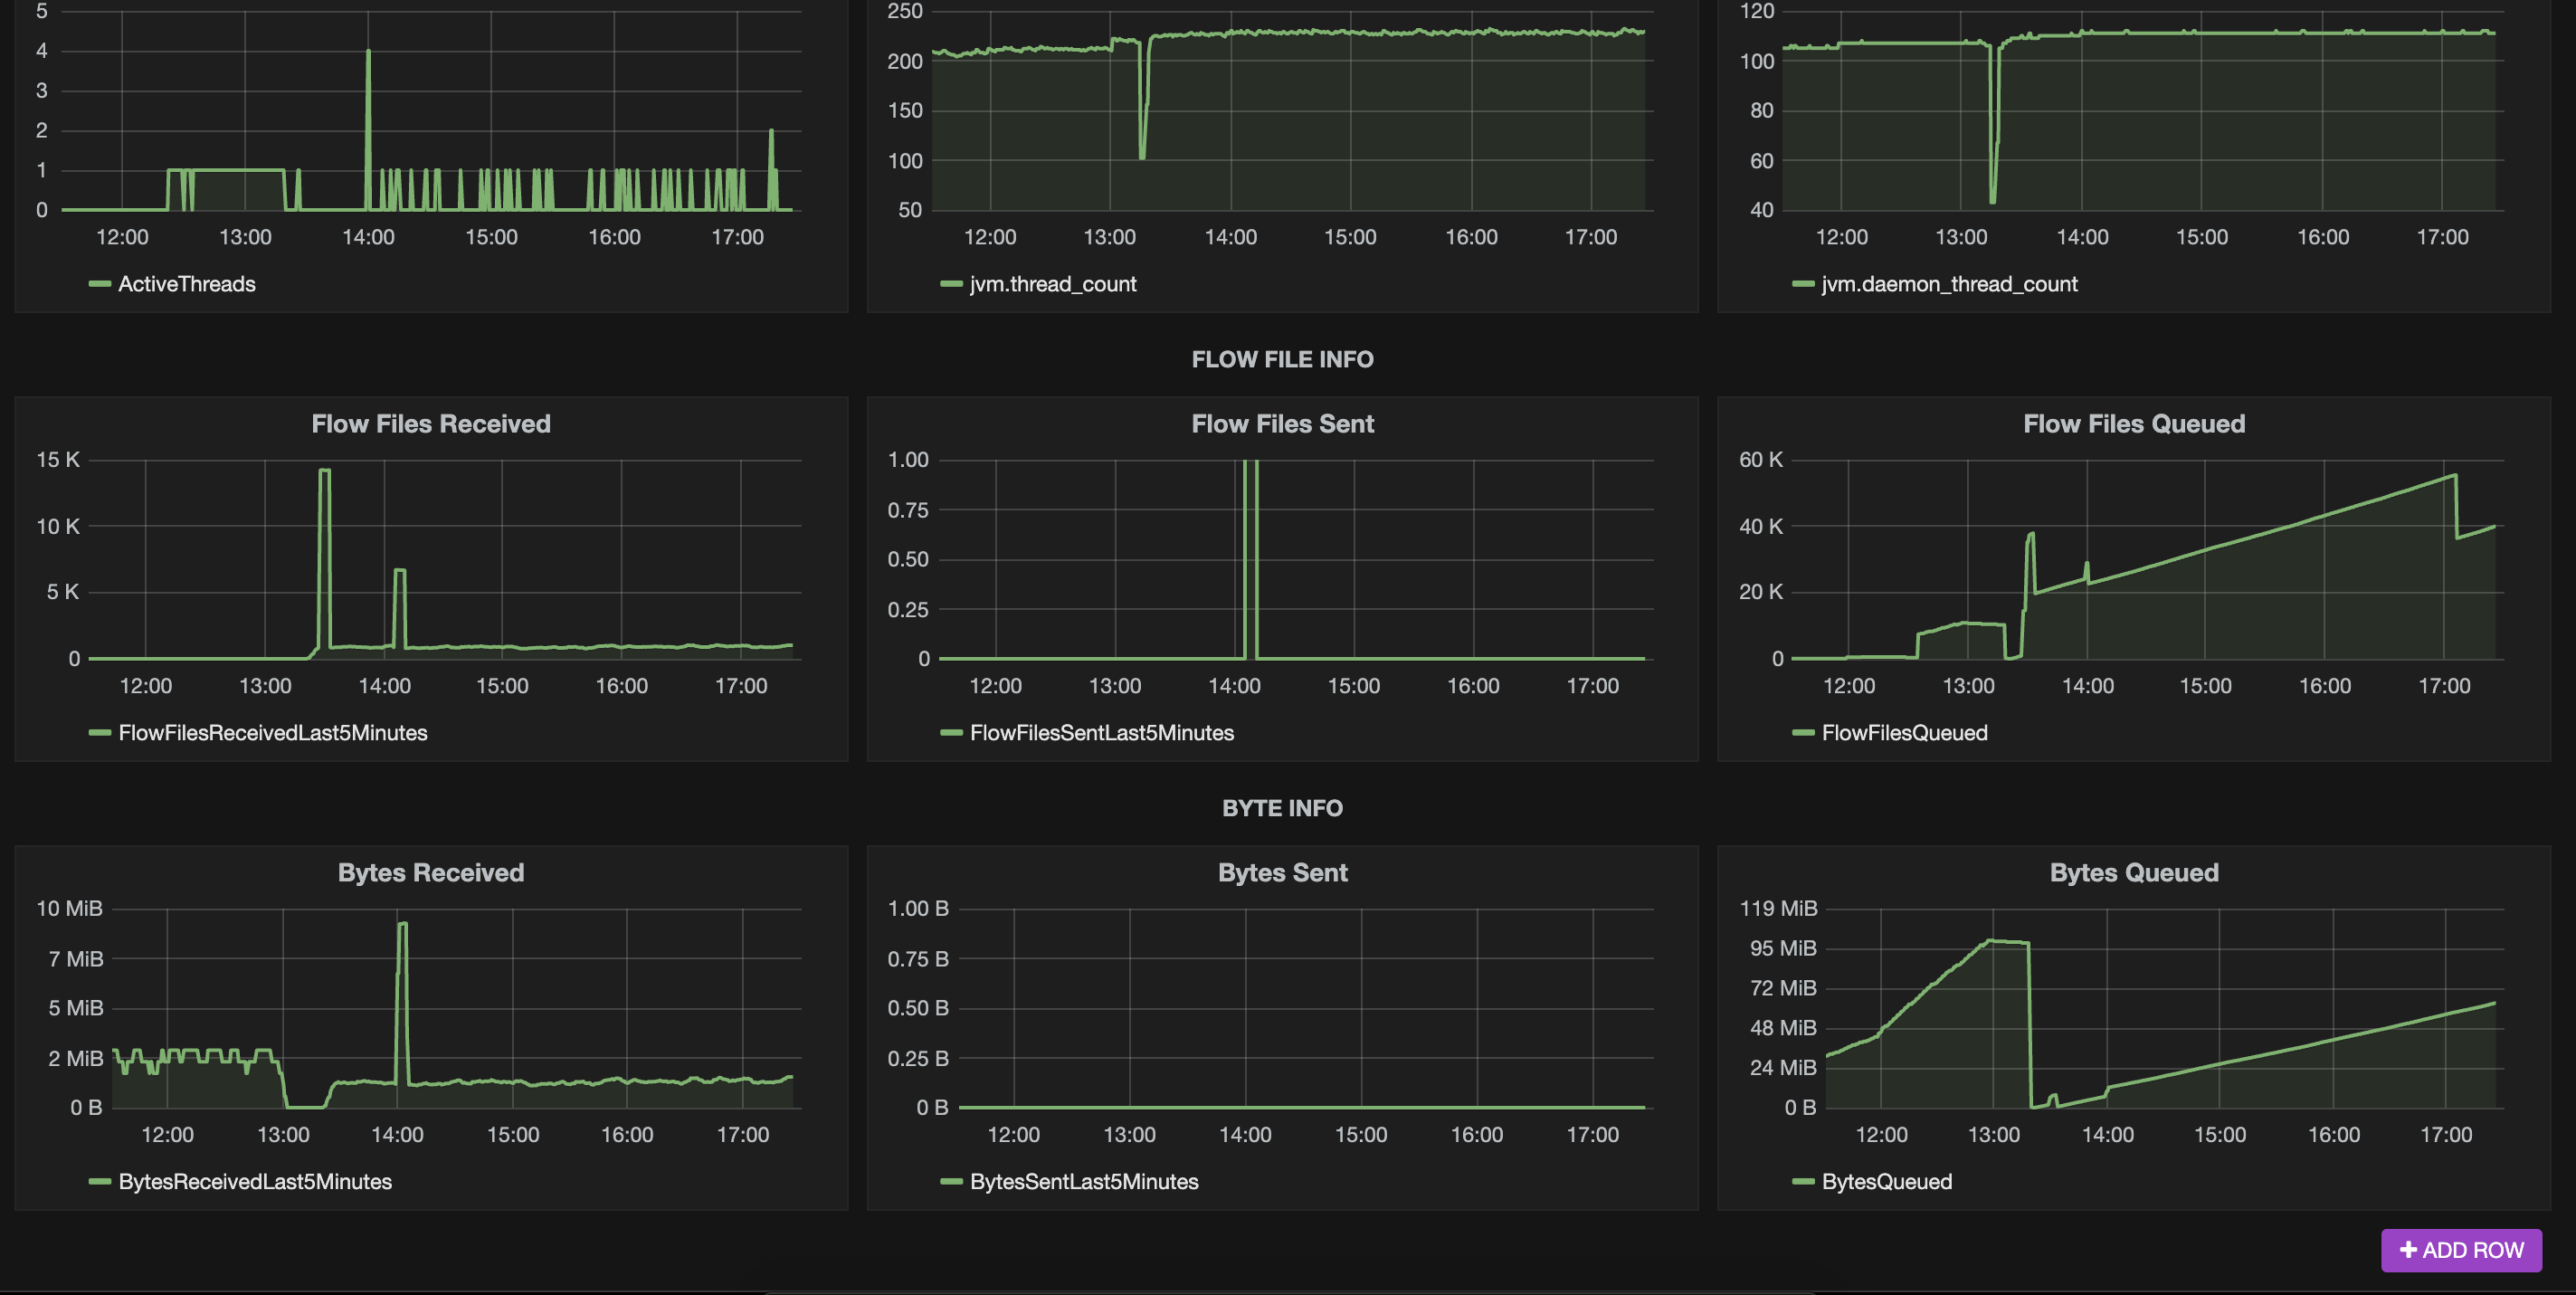 5
4
3
2
1
0
12:00 13:00 14:00 15:00 16:00 17:00
ActiveThreads
250
200
150
100
50
12:00 13:00 14:00 15:00 16:00 17:00
jvm.thread_count
120
100
80
60
40
12:00 13:00 14:00 15:00 16:00 17:00
jvm.daemon_thread_count
FLOW FILE INFO
Flow Files Received
15 K
10 K
5 K
0
12:00 13:00 14:00 15:00 16:00 17:00
FlowFilesReceivedLast5Minutes
Flow Files Sent
1.00
0.75
0.50
0.25
0
12:00 13:00 14:00 15:00 16:00 17:00
FlowFilesSentLast5Minutes
Flow Files Queued
60 K
40 K
20 K
0
12:00 13:00 14:00 15:00 16:00 17:00
FlowFilesQueued
BYTE INFO
Bytes Received
10 MiB
7 MiB
5 MiB
2 MiB
0 B
12:00 13:00 14:00 15:00 16:00 17:00
BytesReceivedLast5Minutes
Bytes Sent
1.00 B
0.75 B
0.50 B
0.25 B
0 B
12:00 13:00 14:00 15:00 16:00 17:00
BytesSentLast5Minutes
Bytes Queued
119 MiB
95 MiB
72 MiB
48 MiB
24 MiB
0 B
12:00 13:00 14:00 15:00 16:00 17:00
BytesQueued
+ ADD ROW